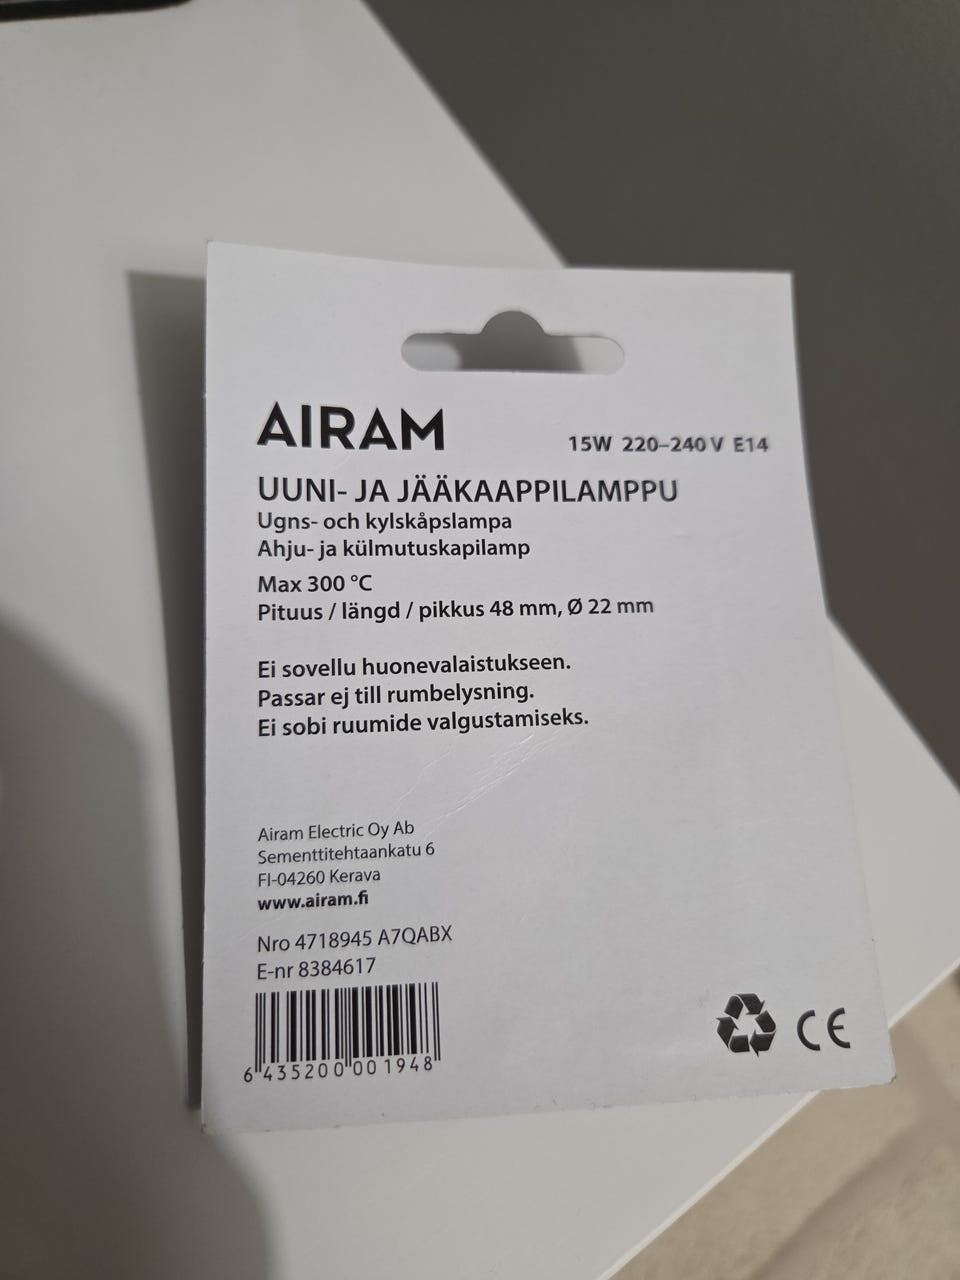 AIRAM
15W 220–240 V E14
UUNI- JA JÄÄKAAPPILAMPPU
Ugns- och kylskåpslampa
Ahju- ja külmutuskapilamp
Max 300 °C
Pituus / längd / pikkus 48 mm, Ø 22 mm
Ei sovellu huonevalaistukseen.
Passar ej till rumbelysning.
Ei sobi ruumide valgustamiseks.
Airam Electric Oy Ab
Sementtitehtaankatu 6
FI-04260 Kerava
www.airam.fi
Nro 4718945 A7QABX
E-nr 8384617
6 435200 001948
CE